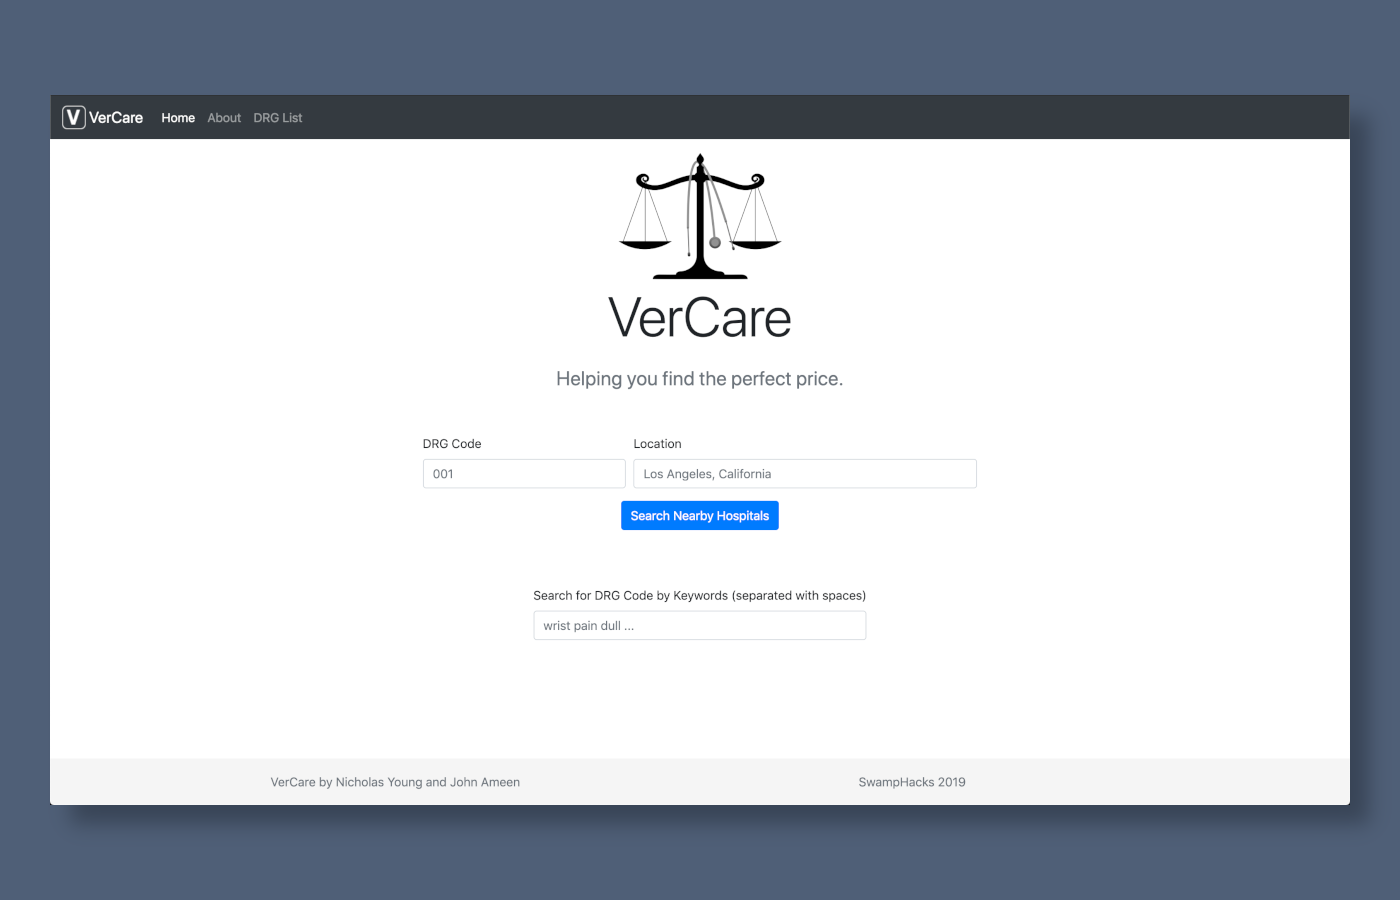 V VerCare Home About DRG List
VerCare
Helping you find the perfect price.
DRG Code Location
001 Los Angeles, California
Search Nearby Hospitals
Search for DRG Code by Keywords (separated with spaces)
wrist pain dull ...
VerCare by Nicholas Young and John Ameen SwampHacks 2019